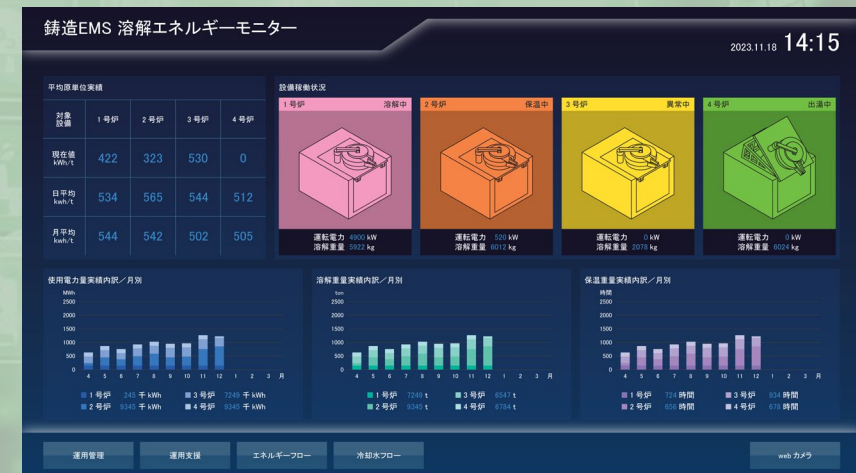 鋳造EMS 溶解エネルギーモニター
2023.11.18 14:15
平均原単位実績
対象設備 1号炉 2号炉 3号炉 4号炉
現在値 kWh/t 422 323 530 0
日平均 kwh/t 534 565 544 512
月平均 kwh/t 544 542 502 505
設備稼働状況
1号炉 溶解中
運転電力 4900 kW
溶解重量 5922 kg
2号炉 保温中
運転電力 520 kW
溶解重量 6012 kg
3号炉 異常中
運転電力 0 kW
溶解重量 2078 kg
4号炉 出湯中
運転電力 0 kW
溶解重量 6024 kg
使用電力量実績内訳／月別
MWh
2500
2000
1500
1000
500
0
4 5 6 7 8 9 10 11 12 1 2 3 月
1号炉 245 千 kWh 3号炉 7249 千 kWh
2号炉 9345 千 kWh 4号炉 9345 千 kWh
溶解重量実績内訳／月別
ton
2500
2000
1500
1000
500
0
4 5 6 7 8 9 10 11 12 1 2 3 月
1号炉 7249 t 3号炉 6547 t
2号炉 9345 t 4号炉 6784 t
保温重量実績内訳／月別
時間
2500
2000
1500
1000
500
0
4 5 6 7 8 9 10 11 12 1 2 3 月
1号炉 724 時間 3号炉 934 時間
2号炉 656 時間 4号炉 678 時間
運用管理 運用支援 エネルギーフロー 冷却水フロー web カメラ